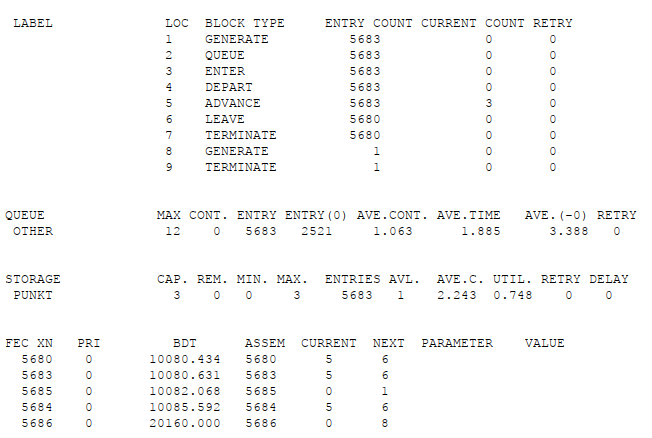 LABEL LOC BLOCK TYPE ENTRY COUNT CURRENT COUNT RETRY
1 GENERATE 5683 0 0
2 QUEUE 5683 0 0
3 ENTER 5683 0 0
4 DEPART 5683 0 0
5 ADVANCE 5683 3 0
6 LEAVE 5680 0 0
7 TERMINATE 5680 0 0
8 GENERATE 1 0 0
9 TERMINATE 1 0 0
QUEUE MAX CONT. ENTRY ENTRY(0) AVE.CONT. AVE.TIME AVE.(-0) RETRY
OTHER 12 0 5683 2521 1.063 1.885 3.388 0
STORAGE CAP. REM. MIN. MAX. ENTRIES AVL. AVE.C. UTIL. RETRY DELAY
PUNKT 3 0 0 3 5683 1 2.243 0.748 0 0
FEC XN PRI BDT ASSEM CURRENT NEXT PARAMETER VALUE
5680 0 10080.434 5680 5 6
5683 0 10080.631 5683 5 6
5685 0 10082.068 5685 0 1
5684 0 10085.592 5684 5 6
5686 0 20160.000 5686 0 8